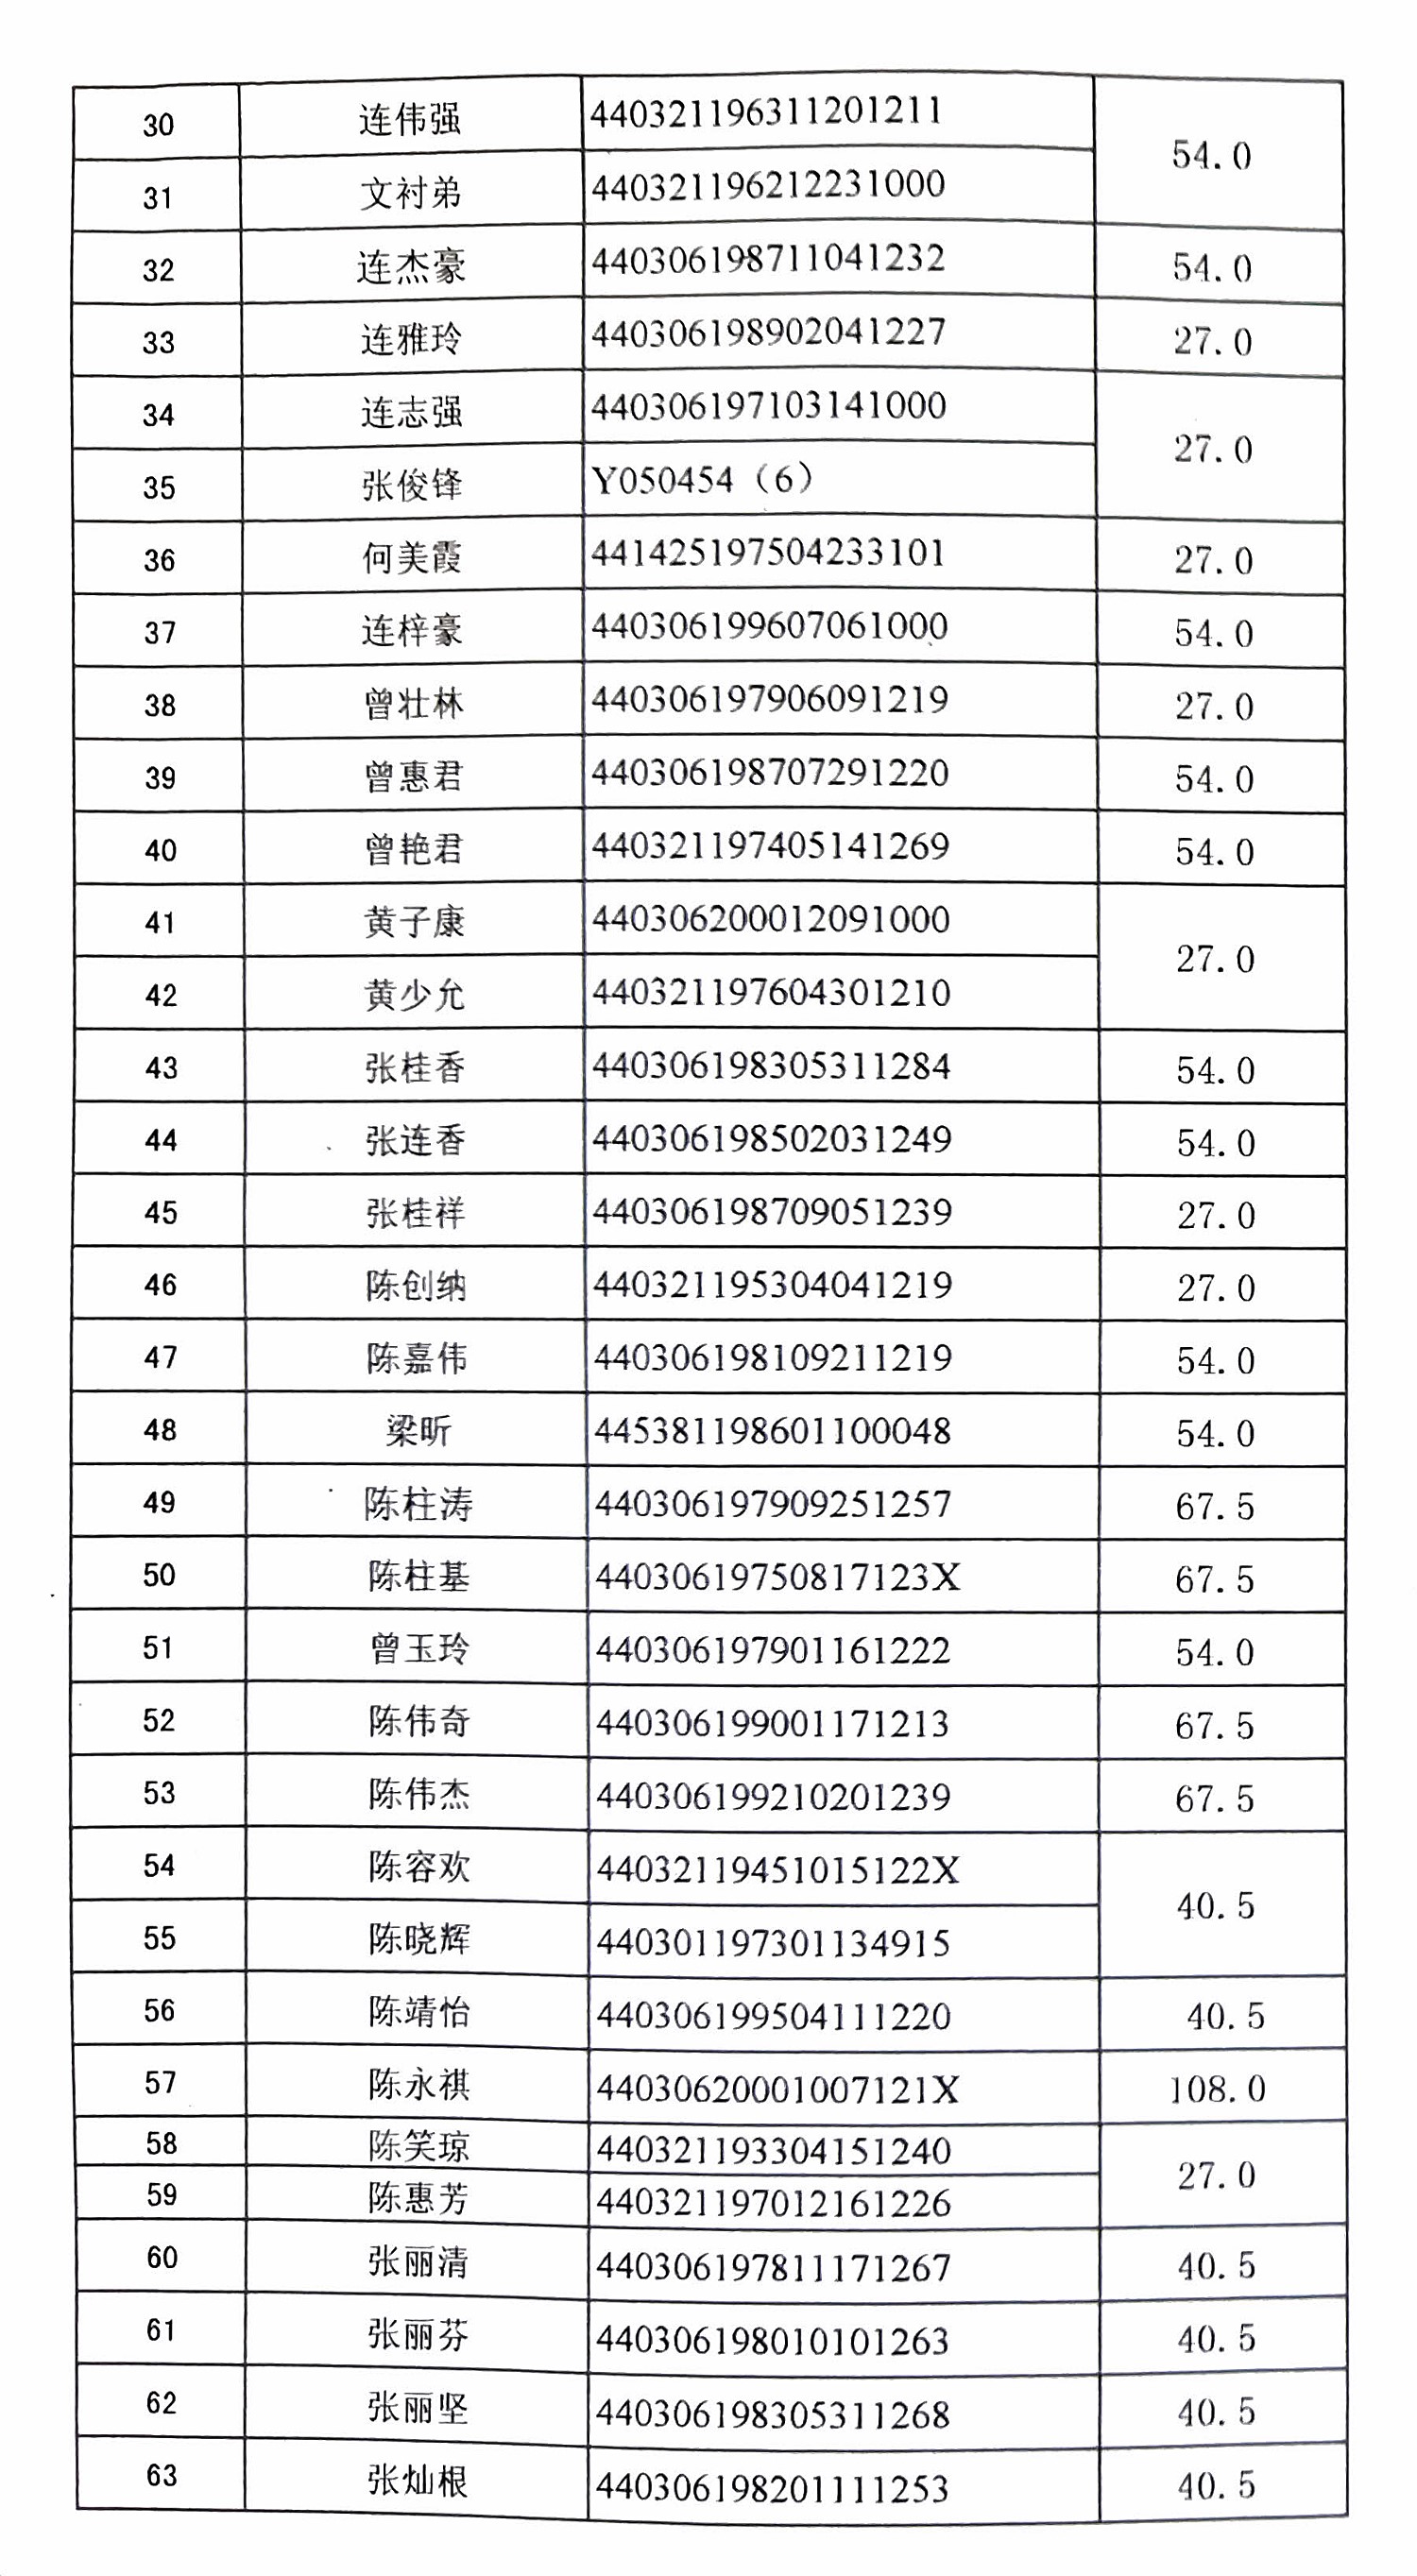 30 连伟强 440321196311201211 54.0
31 文衬弟 440321196212231000
32 连杰豪 440306198711041232 54.0
33 连雅玲 440306198902041227 27.0
34 连志强 440306197103141000 27.0
35 张俊锋 Y050454（6）
36 何美霞 441425197504233101 27.0
37 连梓豪 440306199607061000 54.0
38 曾壮林 440306197906091219 27.0
39 曾惠君 440306198707291220 54.0
40 曾艳君 440321197405141269 54.0
41 黄子康 440306200012091000 27.0
42 黄少允 440321197604301210
43 张桂香 440306198305311284 54.0
44 张连香 440306198502031249 54.0
45 张桂祥 440306198709051239 27.0
46 陈创纳 440321195304041219 27.0
47 陈嘉伟 440306198109211219 54.0
48 梁昕 445381198601100048 54.0
49 陈柱涛 440306197909251257 67.5
50 陈柱基 44030619750817123X 67.5
51 曾玉玲 440306197901161222 54.0
52 陈伟奇 440306199001171213 67.5
53 陈伟杰 440306199210201239 67.5
54 陈容欢 44032119451015122X 40.5
55 陈晓辉 440301197301134915
56 陈靖怡 440306199504111220 40.5
57 陈永祺 44030620001007121X 108.0
58 陈笑琼 440321193304151240 27.0
59 陈惠芳 440321197012161226
60 张丽清 440306197811171267 40.5
61 张丽芬 440306198010101263 40.5
62 张丽坚 440306198305311268 40.5
63 张灿根 440306198201111253 40.5